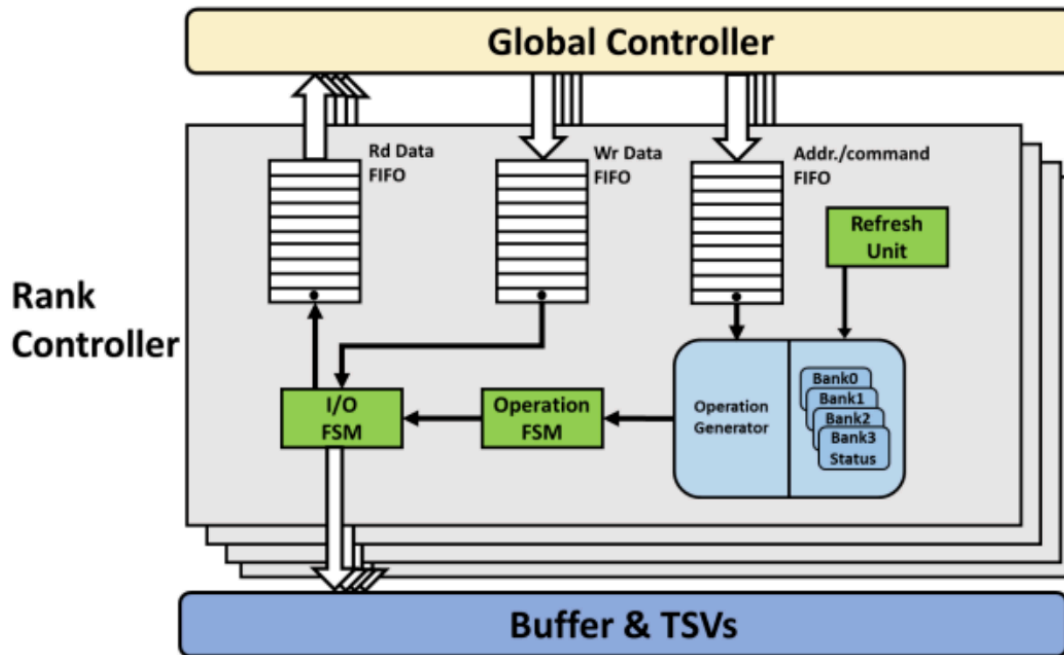 Global Controller
Rd Data
FIFO
Wr Data
FIFO
Addr./command
FIFO
Refresh
Unit
Rank
Controller
I/O
FSM
Operation
FSM
Operation
Generator
Bank0
Bank1
Bank2
Bank3
Status
Buffer & TSVs